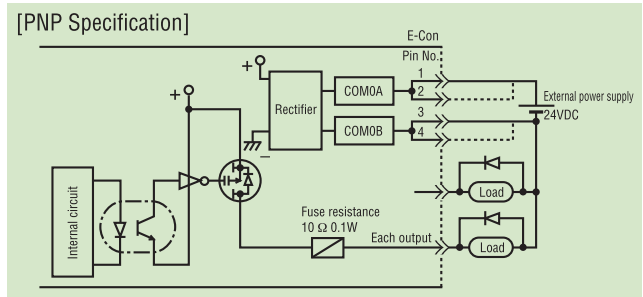 [PNP Specification]
E-Con
Pin No.
+
1
COM0A
2
External power supply
24VDC
+
Rectifier
3
COM0B
4
−
Internal circuit
Load
Fuse resistance
10 Ω 0.1W
Each output
Load